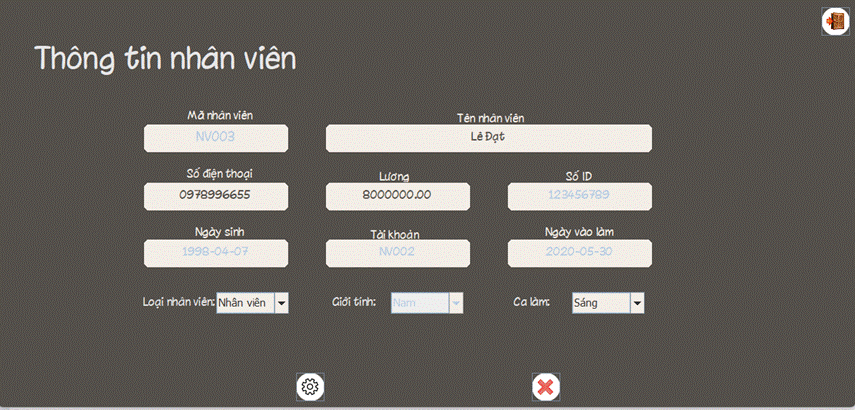 Thông tin nhân viên
Mã nhân viên
Tên nhân viên
NV003
Lê Đạt
Số điện thoại
Lương
Số ID
0978996655
8000000.00
123456789
Ngày sinh
Tài khoản
Ngày vào làm
1998-04-07
NV002
2020-05-30
Loại nhân viên: Nhân viên
Giới tính: Nam
Ca làm: Sáng